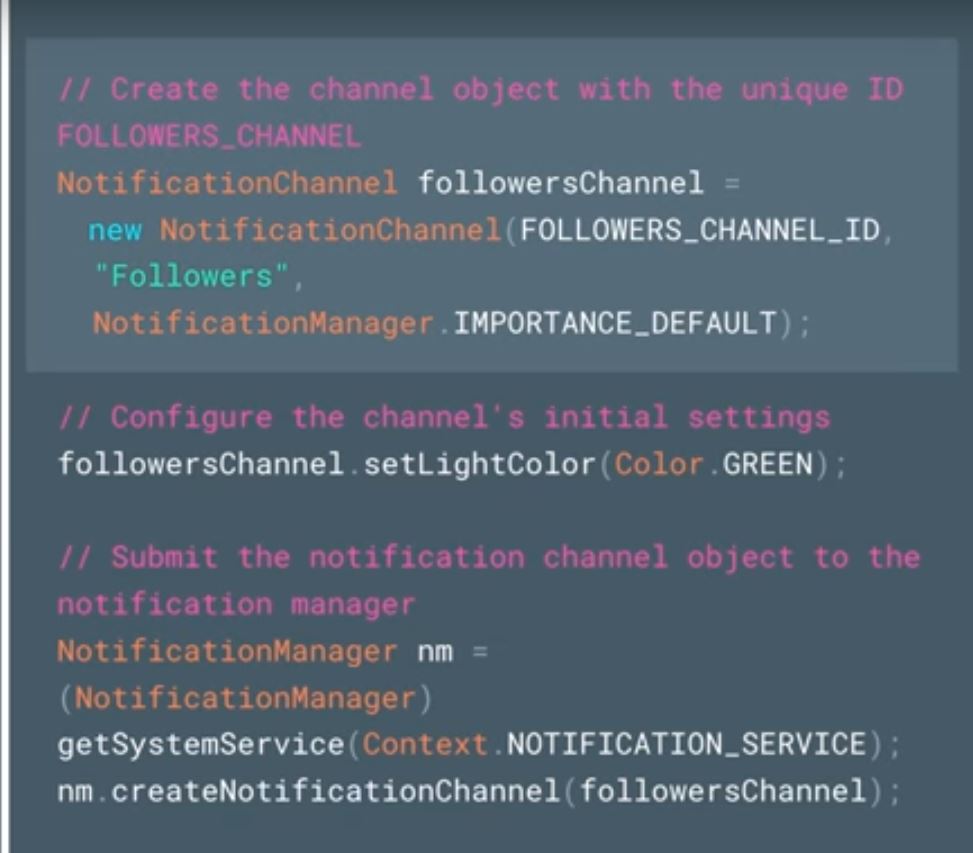 // Create the channel object with the unique ID
FOLLOWERS_CHANNEL
NotificationChannel followersChannel =
new NotificationChannel(FOLLOWERS_CHANNEL_ID,
"Followers",
NotificationManager.IMPORTANCE_DEFAULT);
// Configure the channel's initial settings
followersChannel.setLightColor(Color.GREEN);
// Submit the notification channel object to the
notification manager
NotificationManager nm =
(NotificationManager)
getSystemService(Context.NOTIFICATION_SERVICE);
nm.createNotificationChannel(followersChannel);